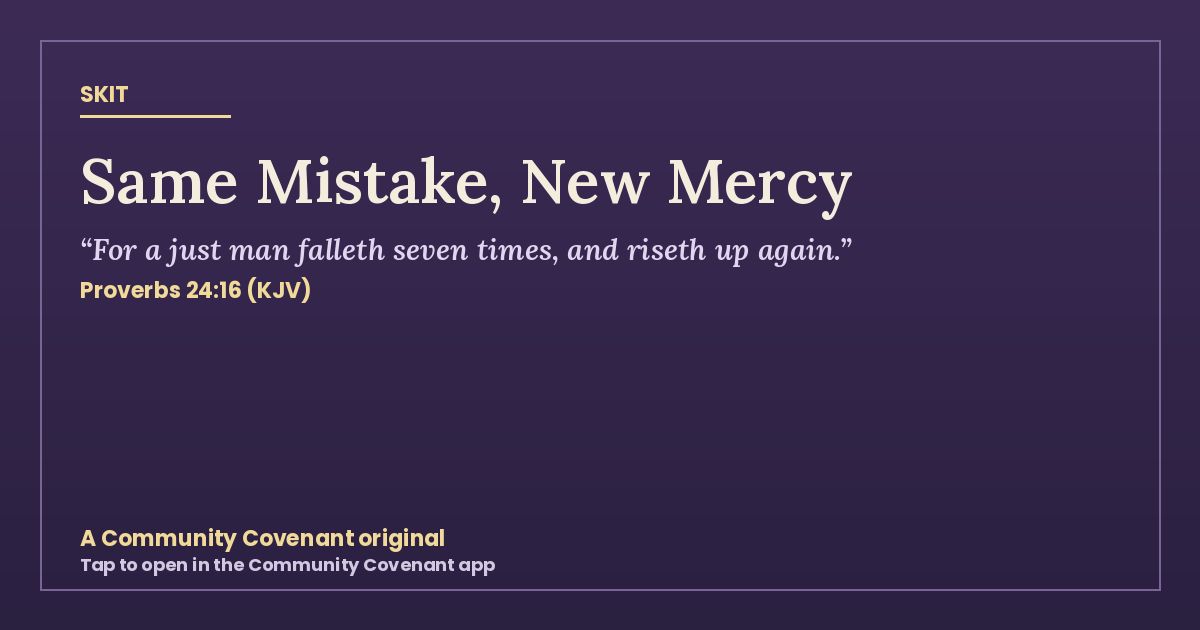 SKIT
Same Mistake, New Mercy
“For a just man falleth seven times, and riseth up again.”
Proverbs 24:16 (KJV)
A Community Covenant original
Tap to open in the Community Covenant app